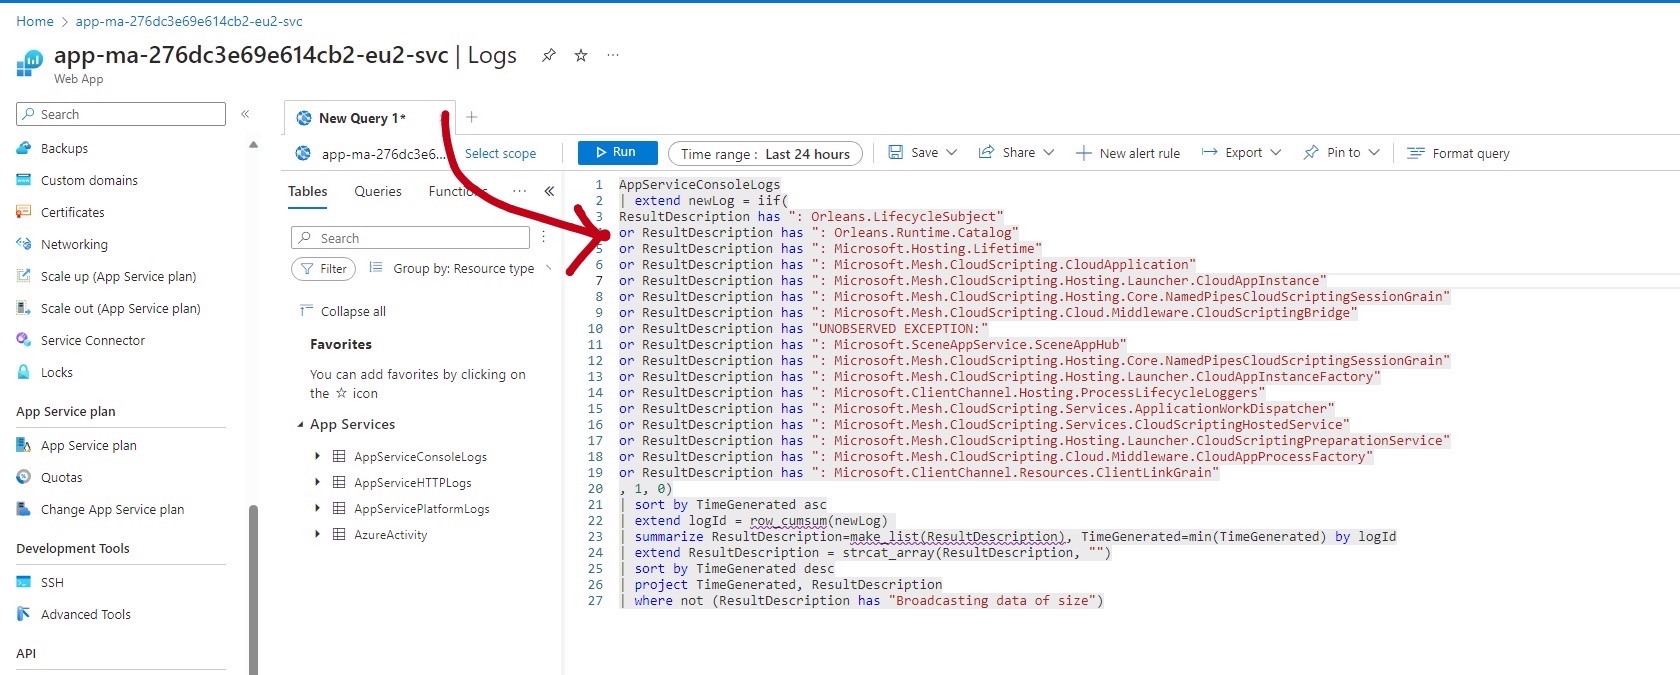 Home > app-ma-276dc3e69e614cb2-eu2-svc
app-ma-276dc3e69e614cb2-eu2-svc | Logs
Web App
Search
Backups
Custom domains
Certificates
Networking
Scale up (App Service plan)
Scale out (App Service plan)
Service Connector
Locks
App Service plan
App Service plan
Quotas
Change App Service plan
Development Tools
SSH
Advanced Tools
API
New Query 1*
app-ma-276dc3e6... Select scope
Run
Time range : Last 24 hours
Save
Share
New alert rule
Export
Pin to
Format query
Tables Queries Functions
Search
Filter
Group by: Resource type
Collapse all
Favorites
You can add favorites by clicking on
the ☆ icon
App Services
AppServiceConsoleLogs
AppServiceHTTPLogs
AppServicePlatformLogs
AzureActivity
1 AppServiceConsoleLogs
2 | extend newLog = iif(
3 ResultDescription has ": Orleans.LifecycleSubject"
or ResultDescription has ": Orleans.Runtime.Catalog"
5 or ResultDescription has ": Microsoft.Hosting.Lifetime"
6 or ResultDescription has ": Microsoft.Mesh.CloudScripting.CloudApplication"
7 or ResultDescription has ": Microsoft.Mesh.CloudScripting.Hosting.Launcher.CloudAppInstance"
8 or ResultDescription has ": Microsoft.Mesh.CloudScripting.Hosting.Core.NamedPipesCloudScriptingSessionGrain"
9 or ResultDescription has ": Microsoft.Mesh.CloudScripting.Cloud.Middleware.CloudScriptingBridge"
10 or ResultDescription has "UNOBSERVED EXCEPTION:"
11 or ResultDescription has ": Microsoft.SceneAppService.SceneAppHub"
12 or ResultDescription has ": Microsoft.Mesh.CloudScripting.Hosting.Core.NamedPipesCloudScriptingSessionGrain"
13 or ResultDescription has ": Microsoft.Mesh.CloudScripting.Hosting.Launcher.CloudAppInstanceFactory"
14 or ResultDescription has ": Microsoft.ClientChannel.Hosting.ProcessLifecycleLoggers"
15 or ResultDescription has ": Microsoft.Mesh.CloudScripting.Services.ApplicationWorkDispatcher"
16 or ResultDescription has ": Microsoft.Mesh.CloudScripting.Services.CloudScriptingHostedService"
17 or ResultDescription has ": Microsoft.Mesh.CloudScripting.Hosting.Launcher.CloudScriptingPreparationService"
18 or ResultDescription has ": Microsoft.Mesh.CloudScripting.Cloud.Middleware.CloudAppProcessFactory"
19 or ResultDescription has ": Microsoft.ClientChannel.Resources.ClientLinkGrain"
20 , 1, 0)
21 | sort by TimeGenerated asc
22 | extend logId = row_cumsum(newLog)
23 | summarize ResultDescription=make_list(ResultDescription), TimeGenerated=min(TimeGenerated) by logId
24 | extend ResultDescription = strcat_array(ResultDescription, "")
25 | sort by TimeGenerated desc
26 | project TimeGenerated, ResultDescription
27 | where not (ResultDescription has "Broadcasting data of size")